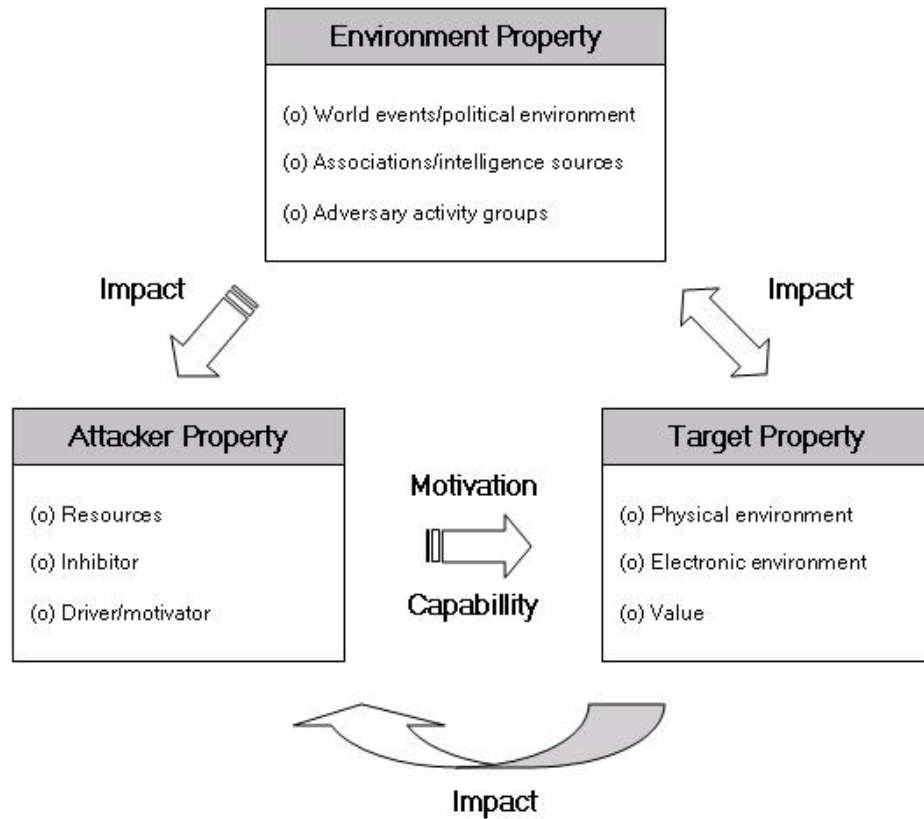 Environment Property
(o) World events/political environment
(o) Associations/intelligence sources
(o) Adversary activity groups
Impact
Impact
Attacker Property
(o) Resources
(o) Inhibitor
(o) Driver/motivator
Motivation
Capabillity
Target Property
(o) Physical environment
(o) Electronic environment
(o) Value
Impact